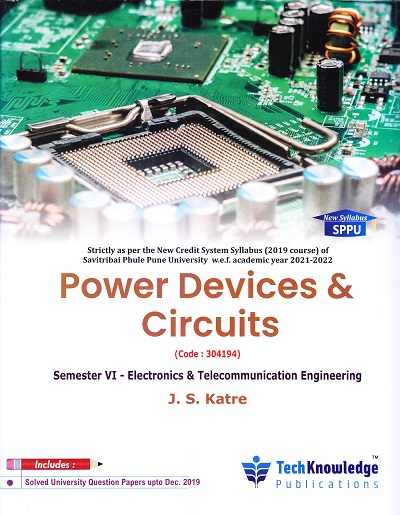 New Syllabus
SPPU
Strictly as per the New Credit System Syllabus (2019 course) of
Savitribai Phule Pune University w.e.f. academic year 2021-2022
Power Devices &
Circuits
(Code : 304194)
Semester VI - Electronics & Telecommunication Engineering
J. S. Katre
Includes :
Solved University Question Papers upto Dec. 2019
TechKnowledge™
Publications